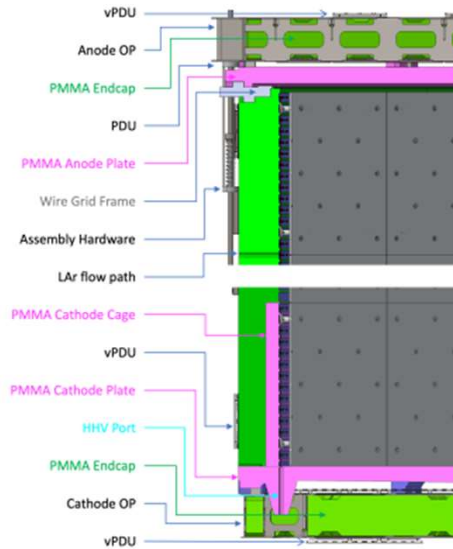 vPDU
Anode OP
PMMA Endcap
PDU
PMMA Anode Plate
Wire Grid Frame
Assembly Hardware
LAr flow path
PMMA Cathode Cage
vPDU
PMMA Cathode Plate
HHV Port
PMMA Endcap
Cathode OP
vPDU